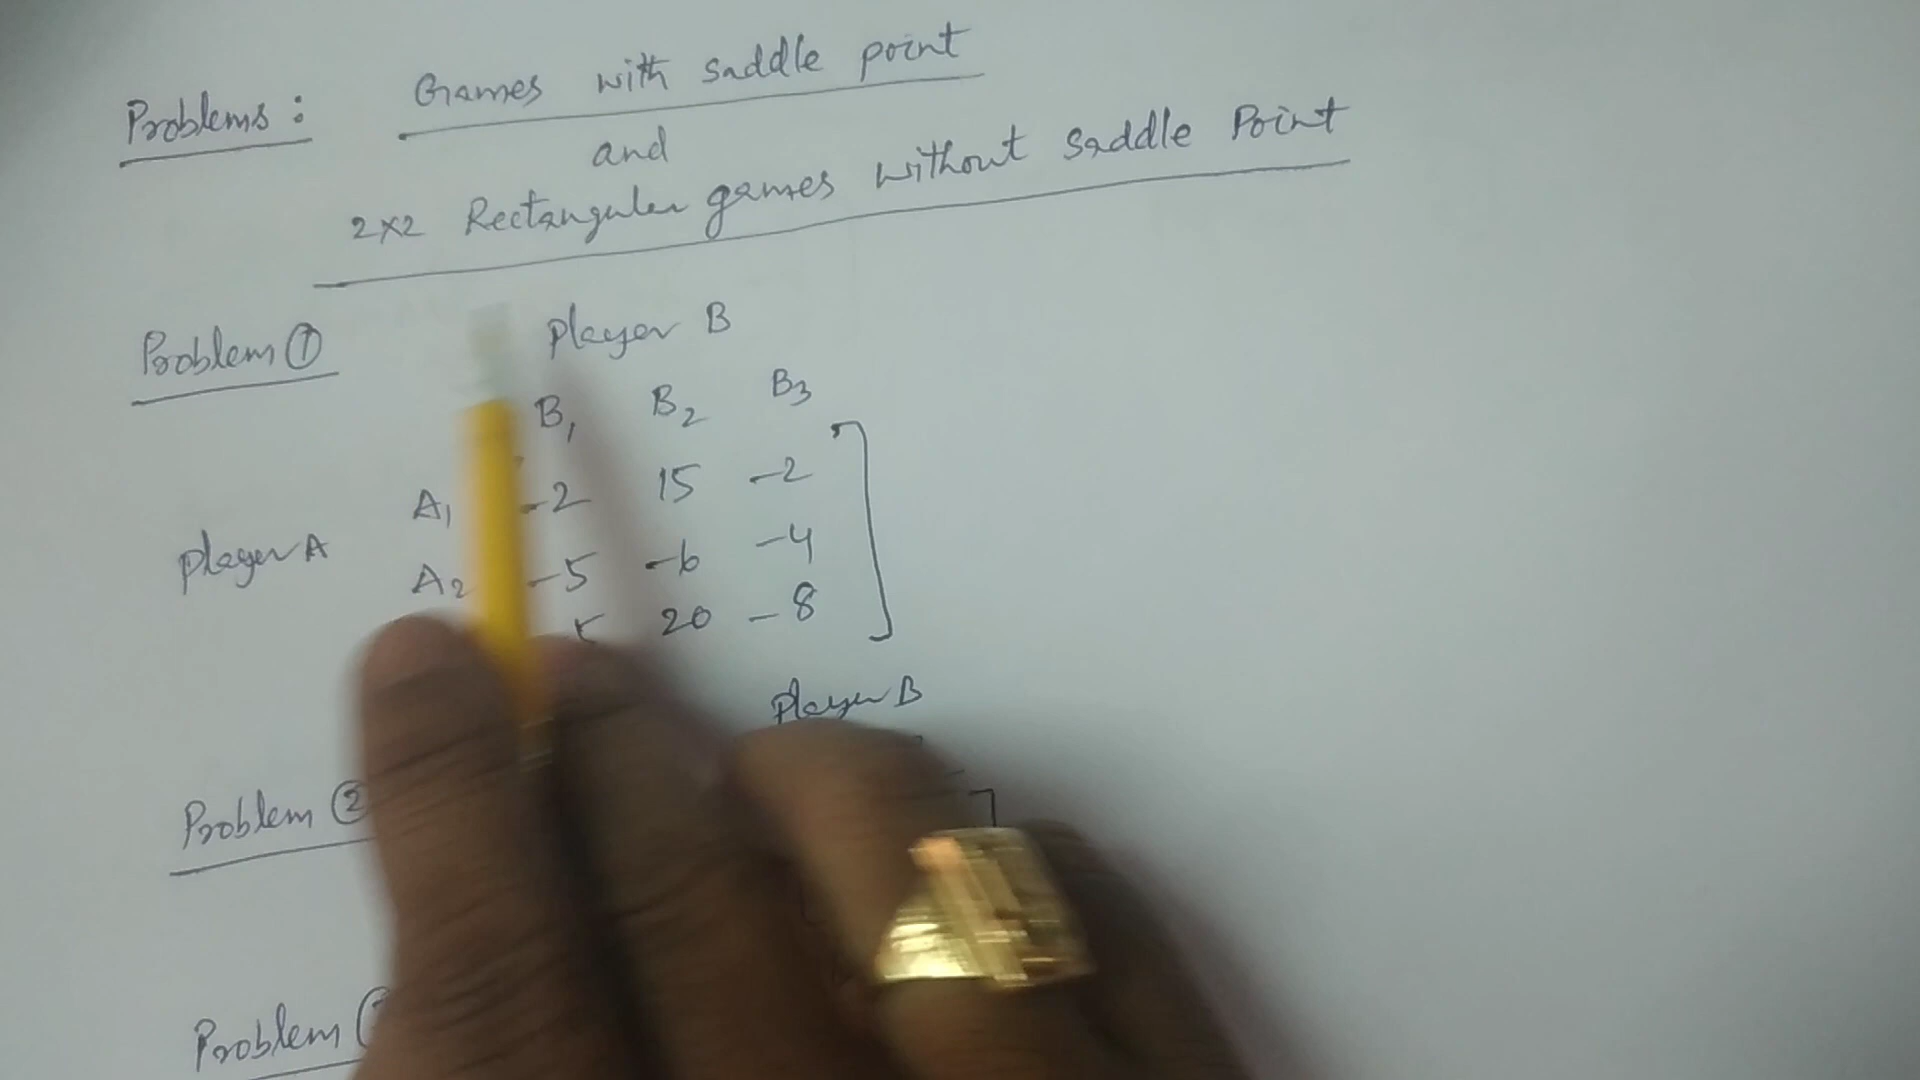 Problems: Games with saddle point
and
2x2 Rectangular games without Saddle Point
Problem ① Player B
B1 B2 B3
A1 -2 15 -2
Player A
A2 -5 -6 -4
20 -8
Player B
Problem ②
Problem